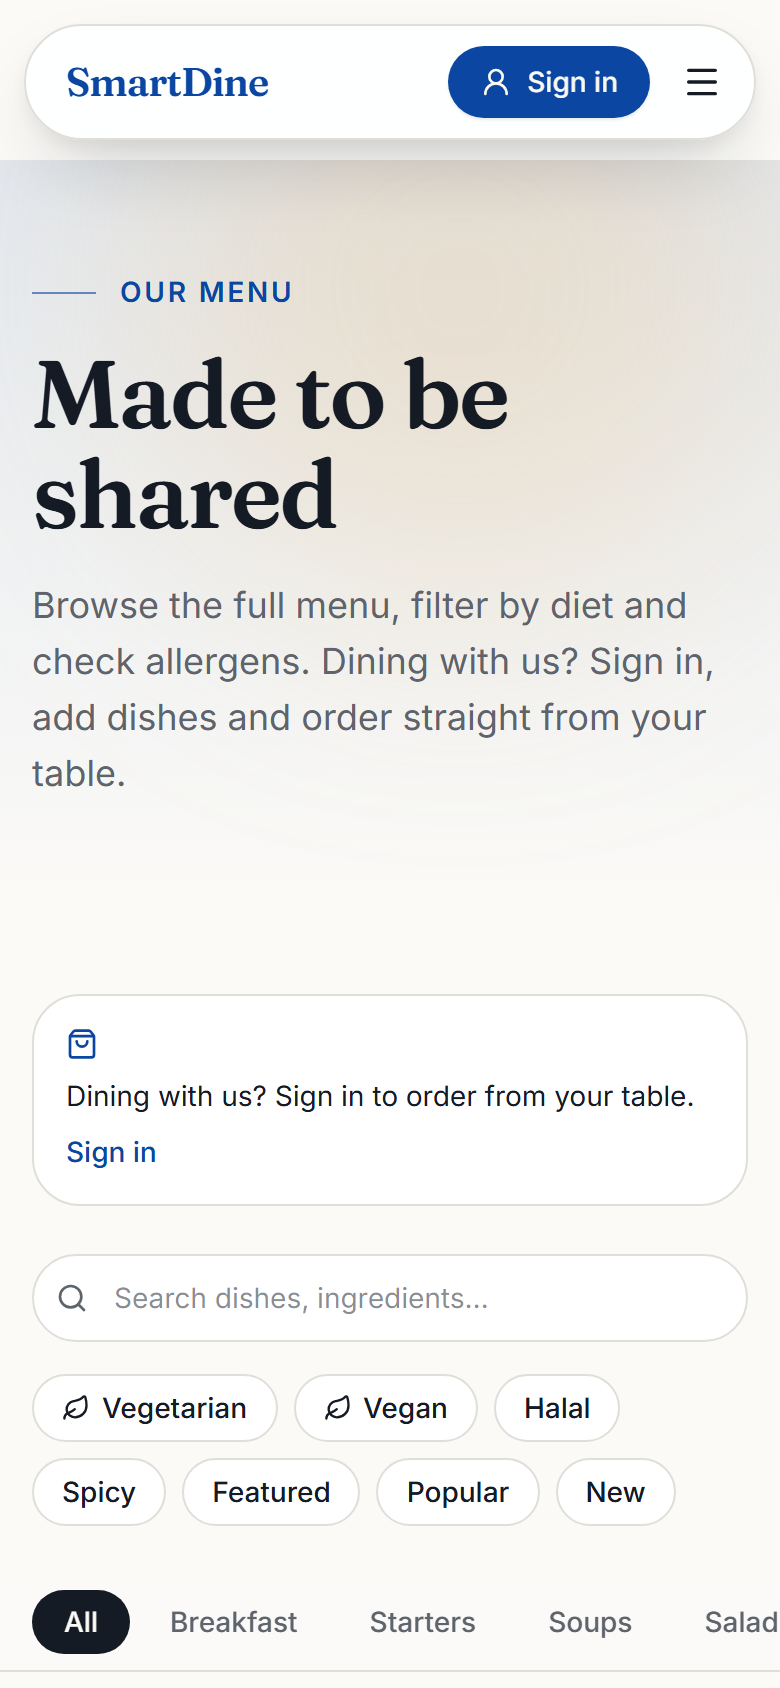 SmartDine
Sign in
OUR MENU
Made to be
shared
Browse the full menu, filter by diet and
check allergens. Dining with us? Sign in,
add dishes and order straight from your
table.
Dining with us? Sign in to order from your table.
Sign in
Search dishes, ingredients...
Vegetarian Vegan Halal
Spicy Featured Popular New
All Breakfast Starters Soups Salad